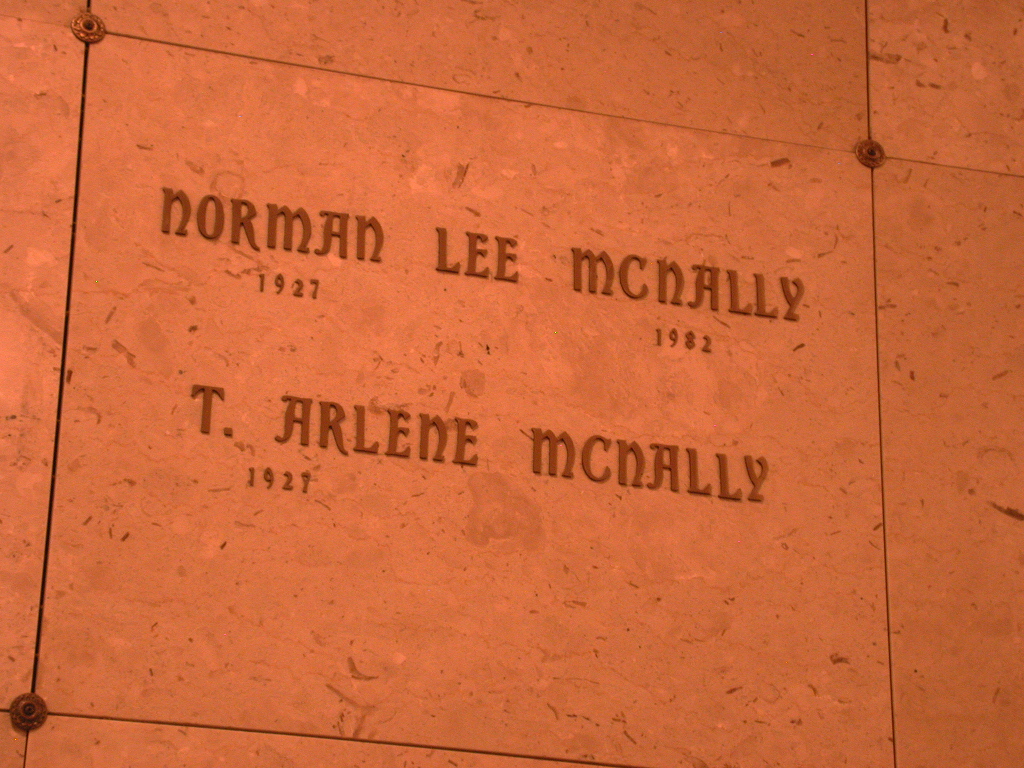 NORMAN LEE MCNALLY
1927 1982
T. ARLENE MCNALLY
1927